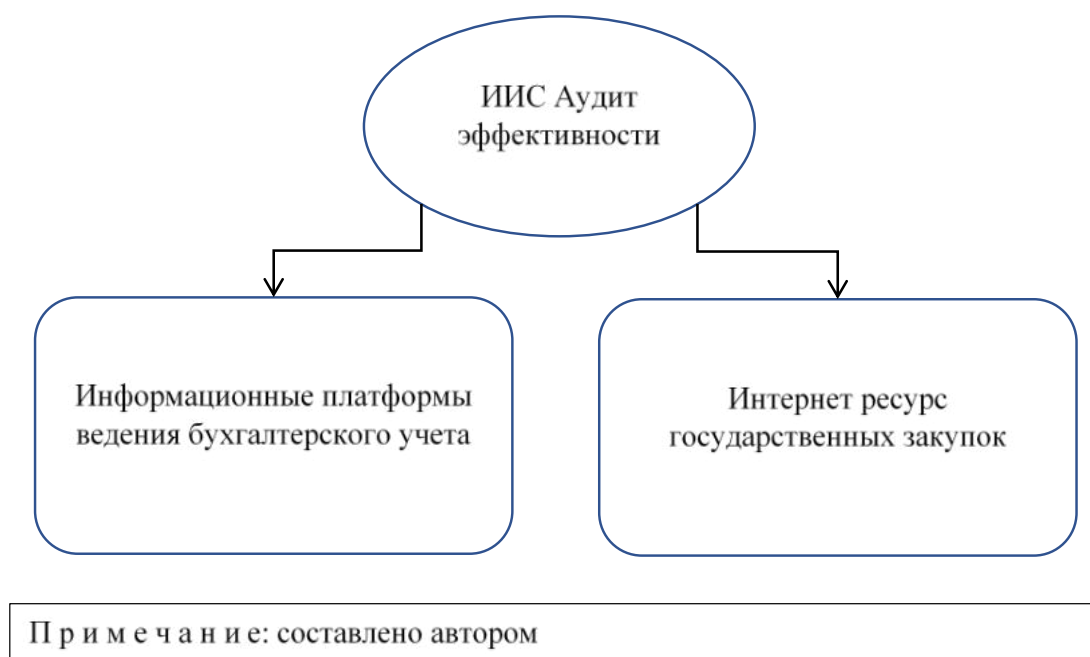 ИИС Аудит
эффективности
Информационные платформы
ведения бухгалтерского учета
Интернет ресурс
государственных закупок
П р и м е ч а н и е: составлено автором